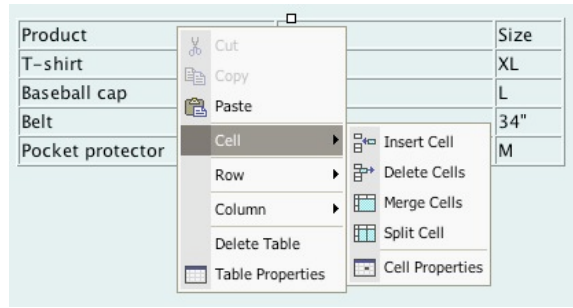 Product Size
T-shirt XL
Baseball cap L
Belt 34"
Pocket protector M
Cut
Copy
Paste
Cell
Row
Column
Delete Table
Table Properties
Insert Cell
Delete Cells
Merge Cells
Split Cell
Cell Properties